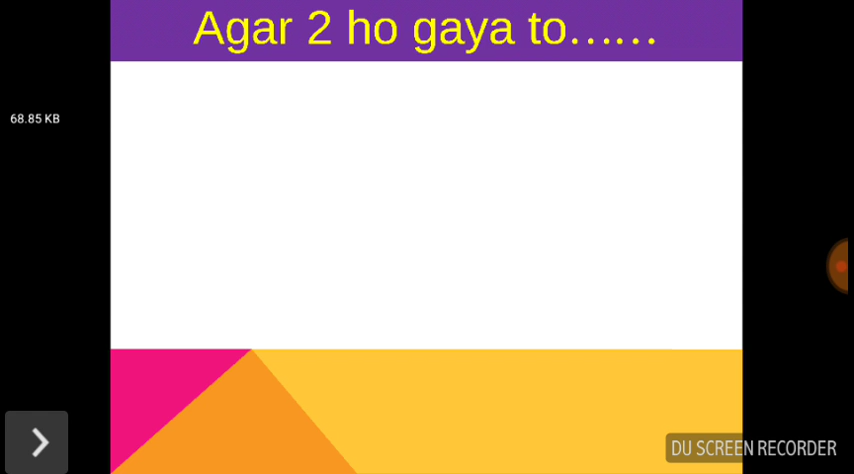 Agar 2 ho gaya to……
68.85 KB
DU SCREEN RECORDER